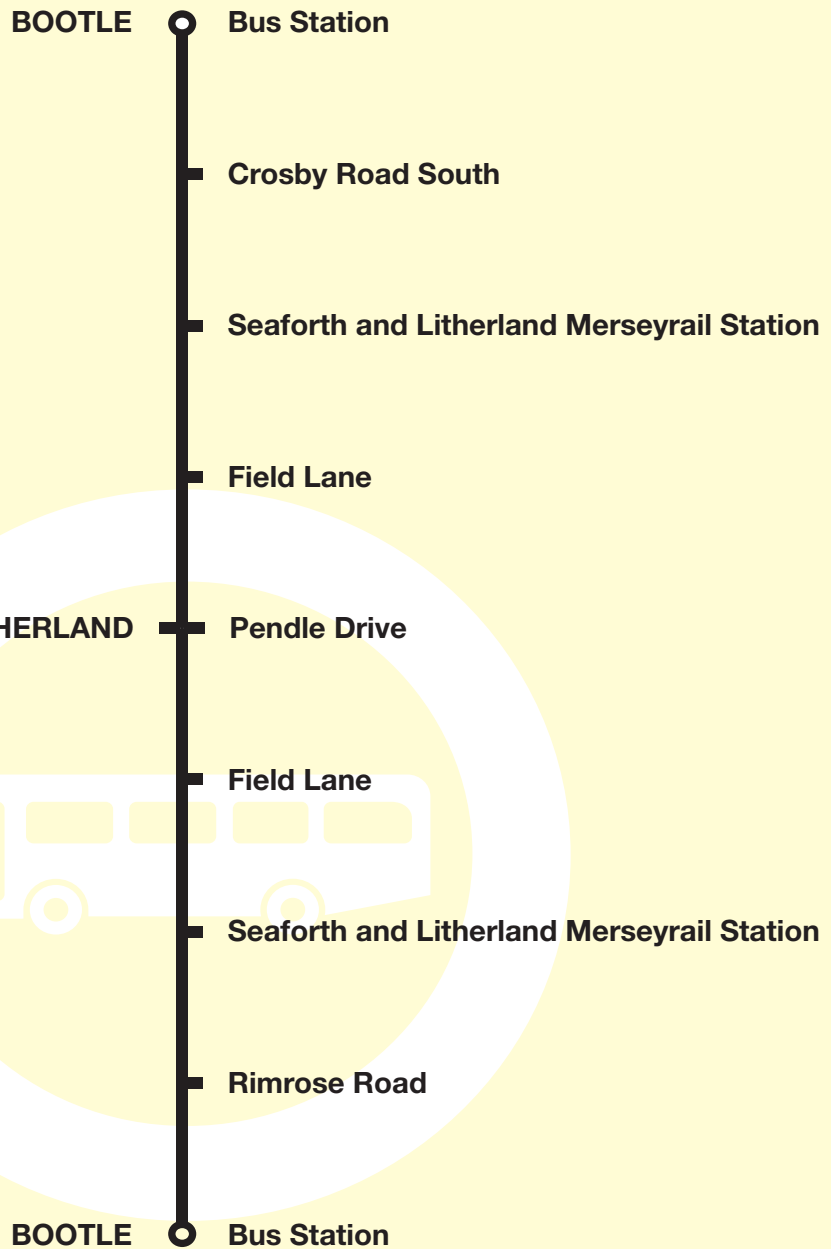 BOOTLE Bus Station
Crosby Road South
Seaforth and Litherland Merseyrail Station
Field Lane
HERLAND Pendle Drive
Field Lane
Seaforth and Litherland Merseyrail Station
Rimrose Road
BOOTLE Bus Station